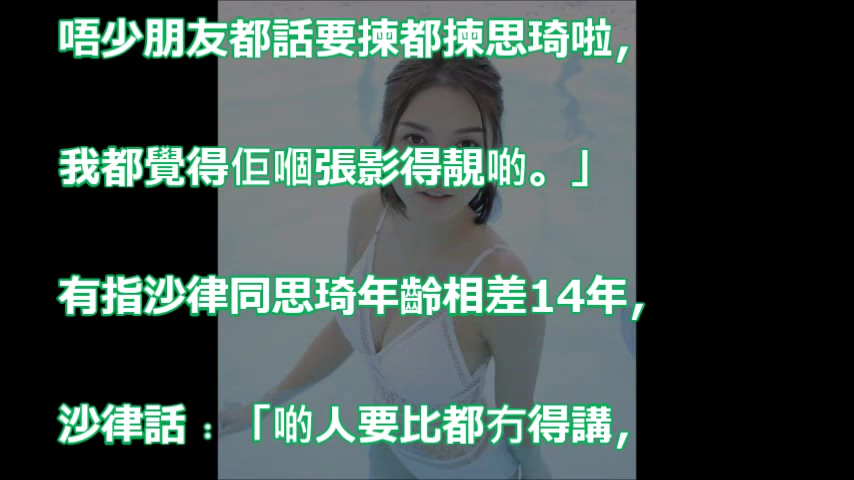 唔少朋友都話要揀都揀思琦啦,
我都覺得佢嗰張影得靚啲。」
有指沙律同思琦年齡相差14年,
沙律話﹕「啲人要比都冇得講,